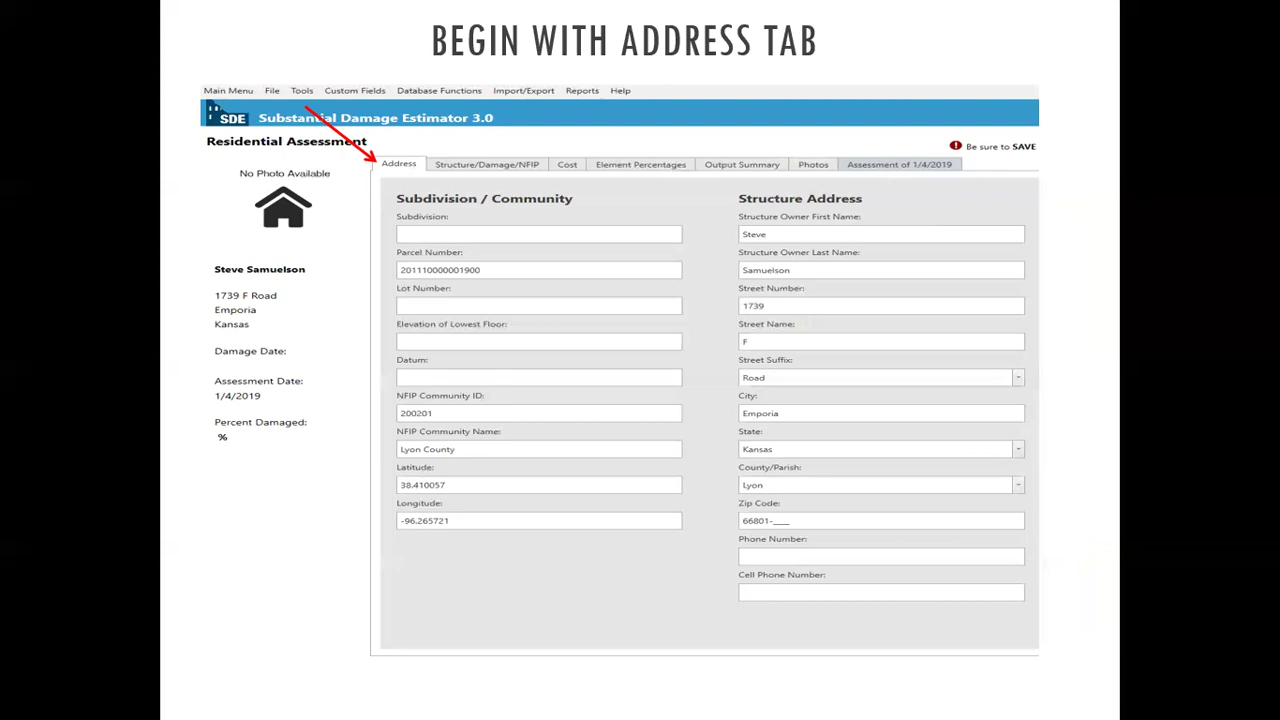 BEGIN WITH ADDRESS TAB
Main Menu File Tools Custom Fields Database Functions Import/Export Reports Help
SDE Substantial Damage Estimator 3.0
Residential Assessment
Be sure to SAVE
Address Structure/Damage/NFIP Cost Element Percentages Output Summary Photos Assessment of 1/4/2019
No Photo Available
Steve Samuelson
1739 F Road
Emporia
Kansas
Damage Date:
Assessment Date:
1/4/2019
Percent Damaged:
%
Subdivision / Community
Subdivision:
Parcel Number:
201110000001900
Lot Number:
Elevation of Lowest Floor:
Datum:
NFIP Community ID:
200201
NFIP Community Name:
Lyon County
Latitude:
38.410057
Longitude:
-96.265721
Structure Address
Structure Owner First Name:
Steve
Structure Owner Last Name:
Samuelson
Street Number:
1739
Street Name:
F
Street Suffix:
Road
City:
Emporia
State:
Kansas
County/Parish:
Lyon
Zip Code:
66801-____
Phone Number:
Cell Phone Number: